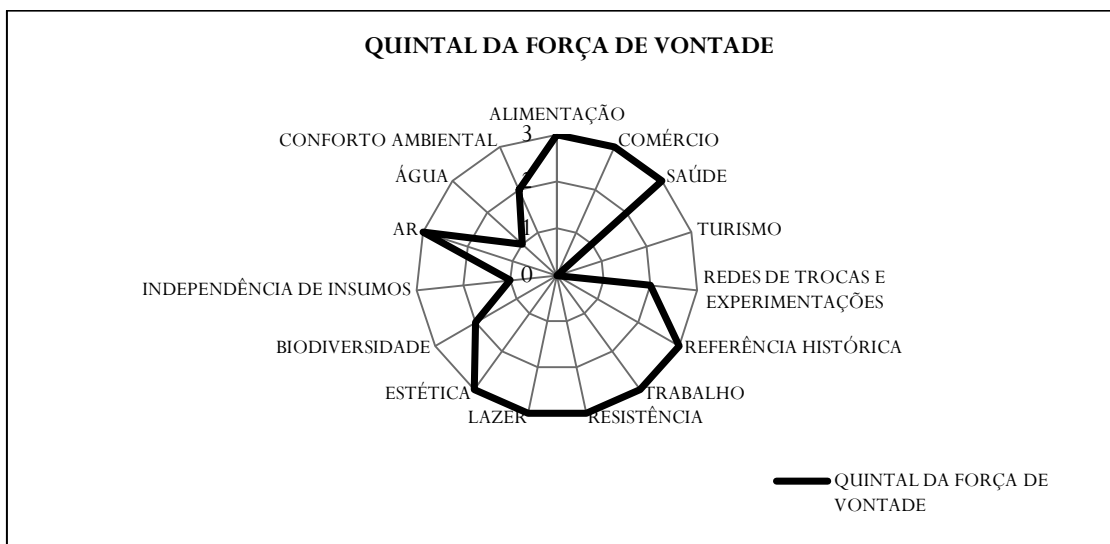 QUINTAL DA FORÇA DE VONTADE
ALIMENTAÇÃO
COMÉRCIO
SAÚDE
TURISMO
REDES DE TROCAS E
EXPERIMENTAÇÕES
REFERÊNCIA HISTÓRICA
TRABALHO
RESISTÊNCIA
LAZER
ESTÉTICA
BIODIVERSIDADE
INDEPENDÊNCIA DE INSUMOS
AR
ÁGUA
CONFORTO AMBIENTAL
3
2
1
0
QUINTAL DA FORÇA DE
VONTADE